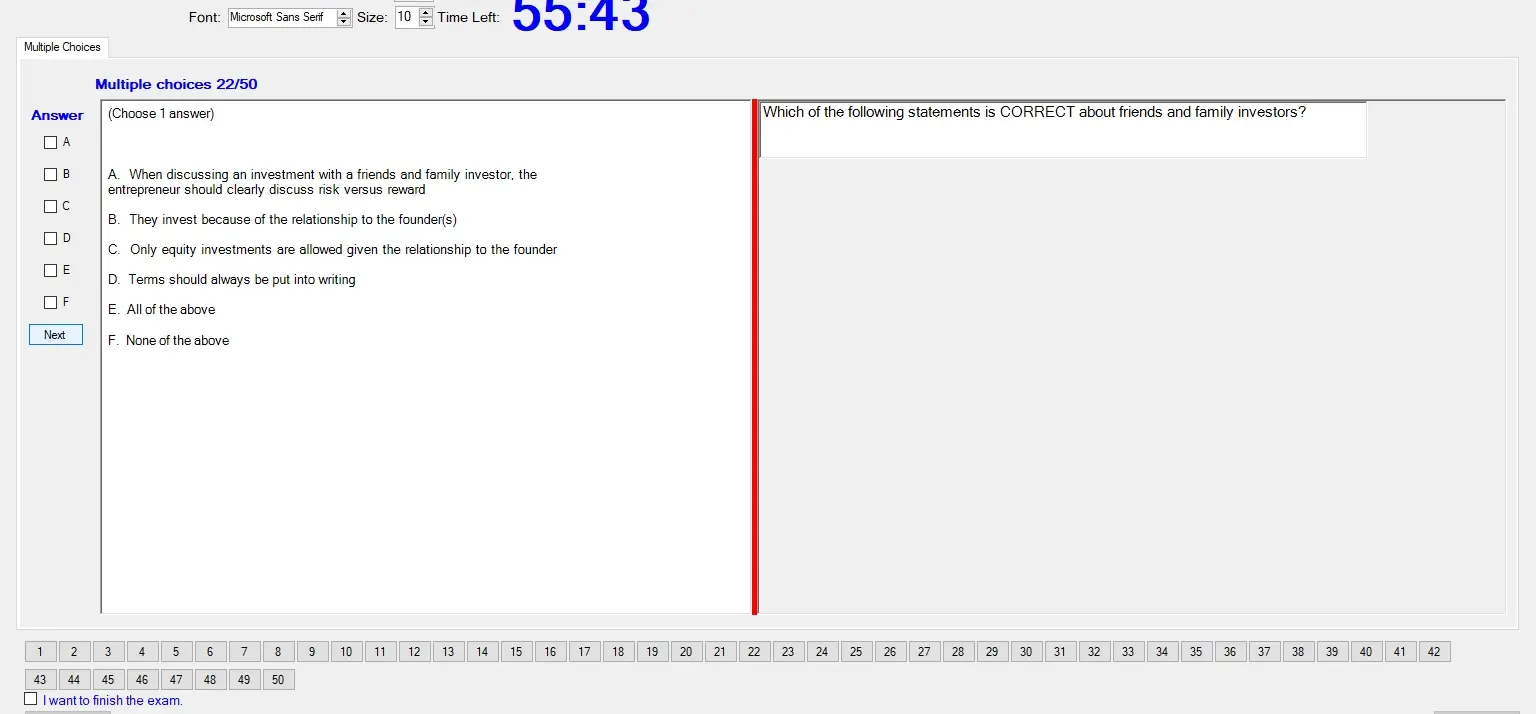 Font: Microsoft Sans Serif Size: 10 Time Left: 55:43
Multiple Choices
Multiple choices 22/50
Answer
(Choose 1 answer)
Which of the following statements is CORRECT about friends and family investors?
A
B
C
D
E
F
Next
A. When discussing an investment with a friends and family investor, the
entrepreneur should clearly discuss risk versus reward
B. They invest because of the relationship to the founder(s)
C. Only equity investments are allowed given the relationship to the founder
D. Terms should always be put into writing
E. All of the above
F. None of the above
1 2 3 4 5 6 7 8 9 10 11 12 13 14 15 16 17 18 19 20 21 22 23 24 25 26 27 28 29 30 31 32 33 34 35 36 37 38 39 40 41 42
43 44 45 46 47 48 49 50
I want to finish the exam.